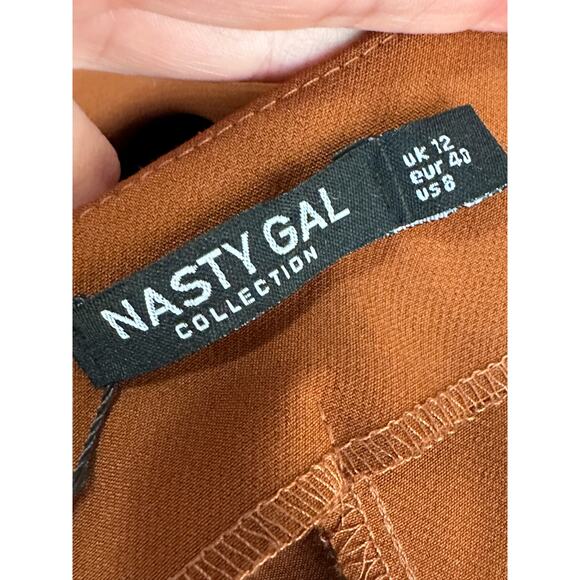 NASTY GAL
COLLECTION
uk 12
eur 40
us 8